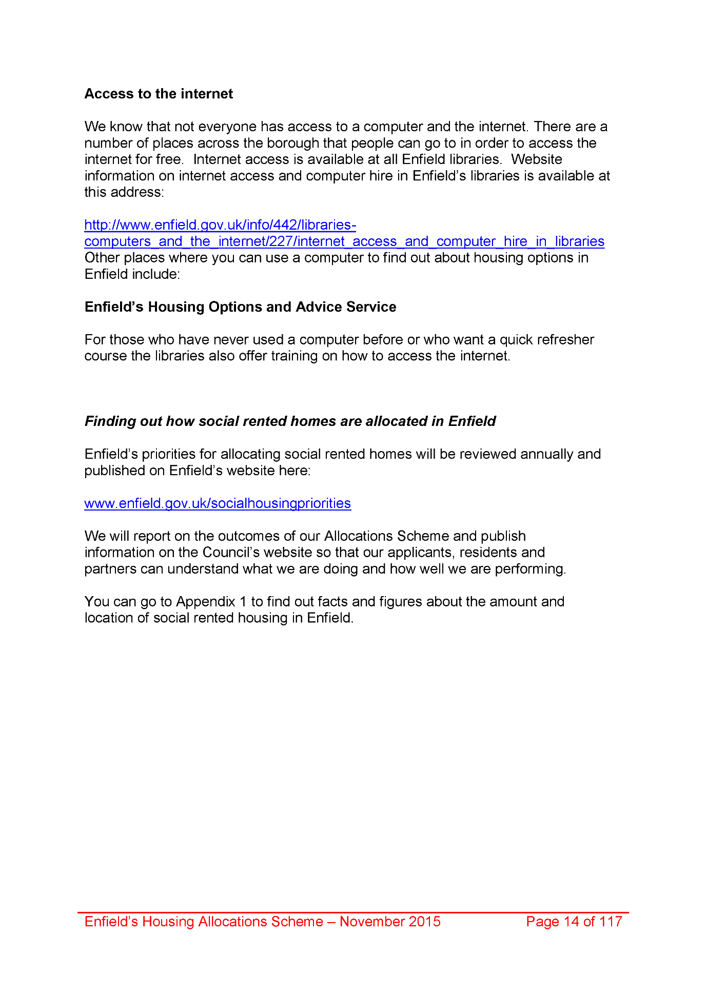 Access to the internet
We know that not everyone has access to a computer and the internet. There are a
number of places across the borough that people can go to in order to access the
internet for free.  Internet access is available at all Enfield libraries.  Website
information on internet access and computer hire in Enfield’s libraries is available at
this address:
http://www.enfield.gov.uk/info/442/libraries-
computers_and_the_internet/227/internet_access_and_computer_hire_in_libraries
Other places where you can use a computer to find out about housing options in
Enfield include:
Enfield’s Housing Options and Advice Service
For those who have never used a computer before or who want a quick refresher
course the libraries also offer training on how to access the internet.
Finding out how social rented homes are allocated in Enfield
Enfield’s priorities for allocating social rented homes will be reviewed annually and
published on Enfield’s website here:
www.enfield.gov.uk/socialhousingpriorities
We will report on the outcomes of our Allocations Scheme and publish
information on the Council’s website so that our applicants, residents and
partners can understand what we are doing and how well we are performing.
You can go to Appendix 1 to find out facts and figures about the amount and
location of social rented housing in Enfield.
Enfield’s Housing Allocations Scheme – November 2015 Page 14 of 117